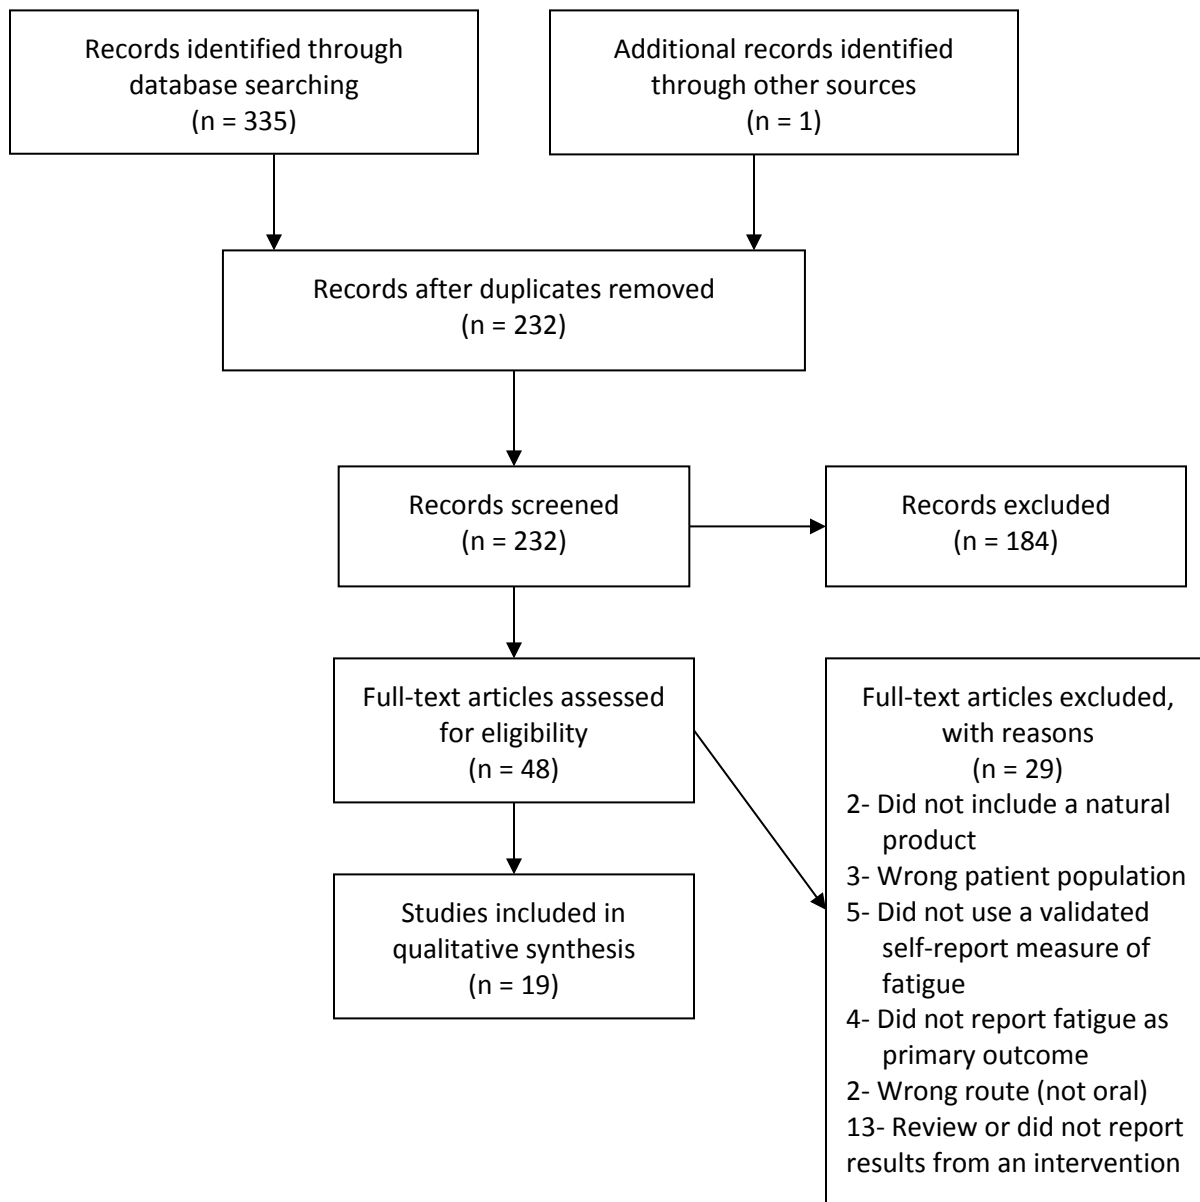 Records identified through
database searching
(n = 335)
Additional records identified
through other sources
(n = 1)
Records after duplicates removed
(n = 232)
Records screened
(n = 232)
Records excluded
(n = 184)
Full-text articles assessed
for eligibility
(n = 48)
Full-text articles excluded,
with reasons
(n = 29)
2- Did not include a natural
product
3- Wrong patient population
5- Did not use a validated
self-report measure of
fatigue
4- Did not report fatigue as
primary outcome
2- Wrong route (not oral)
13- Review or did not report
results from an intervention
Studies included in
qualitative synthesis
(n = 19)